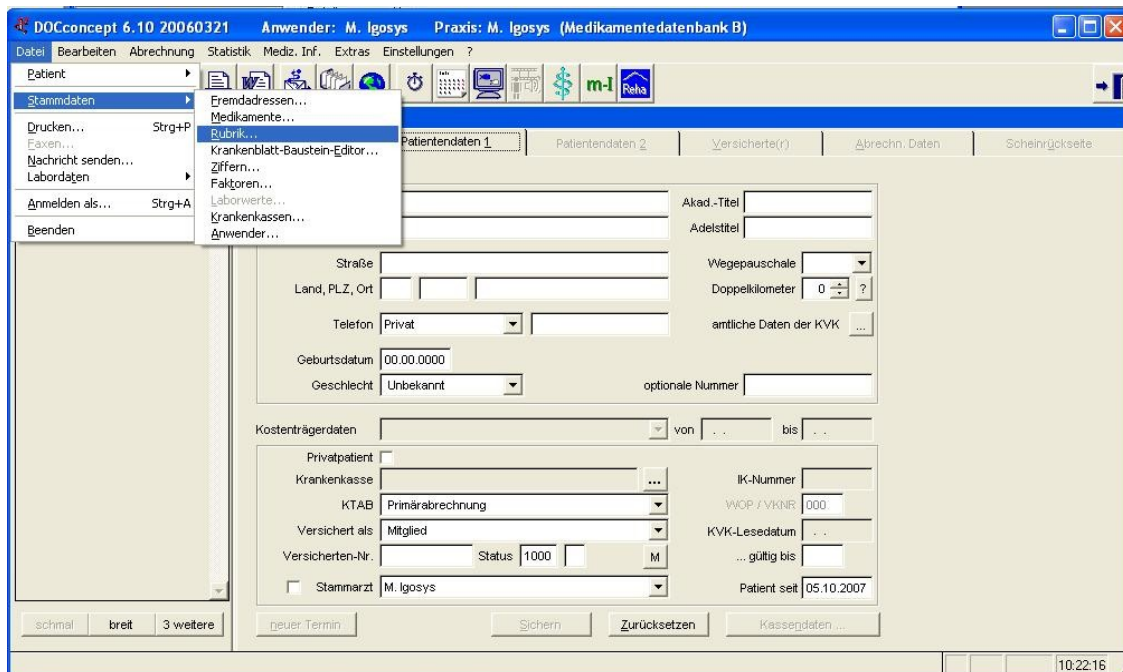 DOCconcept 6.10 20060321 Anwender: M. Igosys Praxis: M. Igosys (Medikamentedatenbank B)
Datei Bearbeiten Abrechnung Statistik Mediz. Inf. Extras Einstellungen ?
Patient
Stammdaten
Drucken... Strg+P
Faxen...
Nachricht senden...
Labordaten
Anmelden als... Strg+A
Beenden
Fremdadressen...
Medikamente...
Rubrik...
Krankenblatt-Baustein-Editor...
Ziffern...
Faktoren...
Laborwerte...
Krankenkassen...
Anwender...
m-I Reha
Patientendaten 1 Patientendaten 2 Versicherte(r) Abrechn. Daten Scheinrückseite
Akad.-Titel
Adelstitel
Straße Wegepauschale
Land, PLZ, Ort Doppelkilometer 0 ?
Telefon Privat amtliche Daten der KVK ...
Geburtsdatum 00.00.0000
Geschlecht Unbekannt optionale Nummer
Kostenträgerdaten von . . bis . .
Privatpatient
Krankenkasse ... IK-Nummer
KTAB Primärabrechnung WOP / VKNR 000
Versichert als Mitglied KVK-Lesedatum . .
Versicherten-Nr. Status 1000 M ... gültig bis
Stammarzt M. Igosys Patient seit 05.10.2007
schmal breit 3 weitere neuer Termin Sichern Zurücksetzen Kassendaten ...
10:22:16